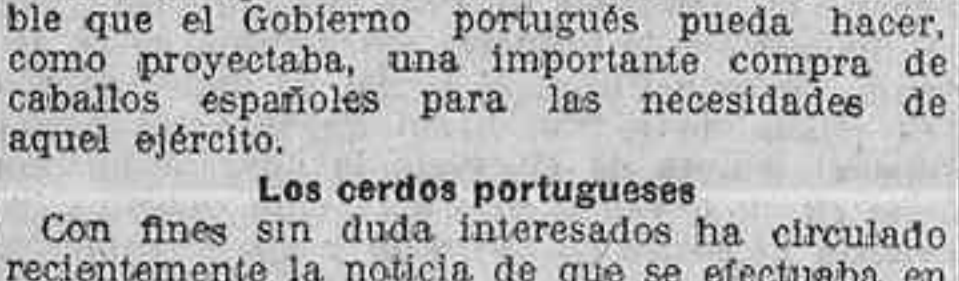 ble que el Gobierno portugués pueda hacer,
como proyectaba, una importante compra de
caballos españoles para las necesidades de
aquel ejército.
Los cerdos portugueses
Con fines sin duda interesados ha circulado
recientemente la noticia de que se efectuaba en